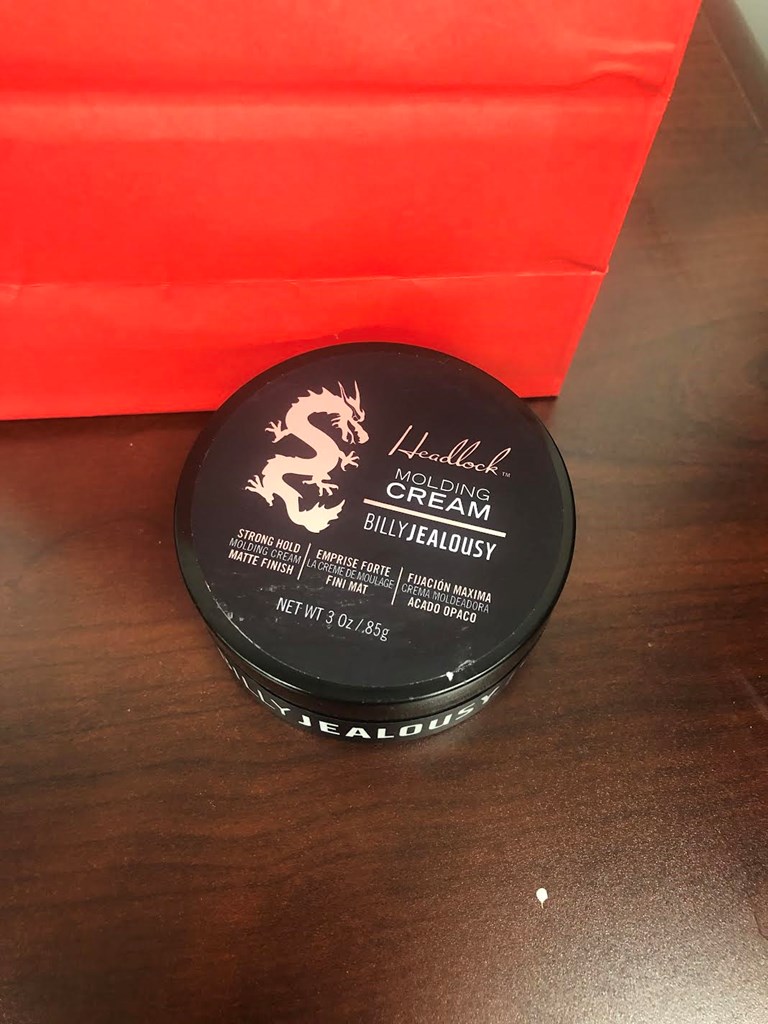 Headlock™
MOLDING
CREAM
BILLYJEALOUSY
STRONG HOLD
MOLDING CREAM
MATTE FINISH
EMPRISE FORTE
LA CREME DE MOULAGE
FINI MAT
FIJACIÓN MAXIMA
CREMA MOLDEADORA
ACADO OPACO
NET WT 3 Oz / 85g
BILLYJEALOUSY